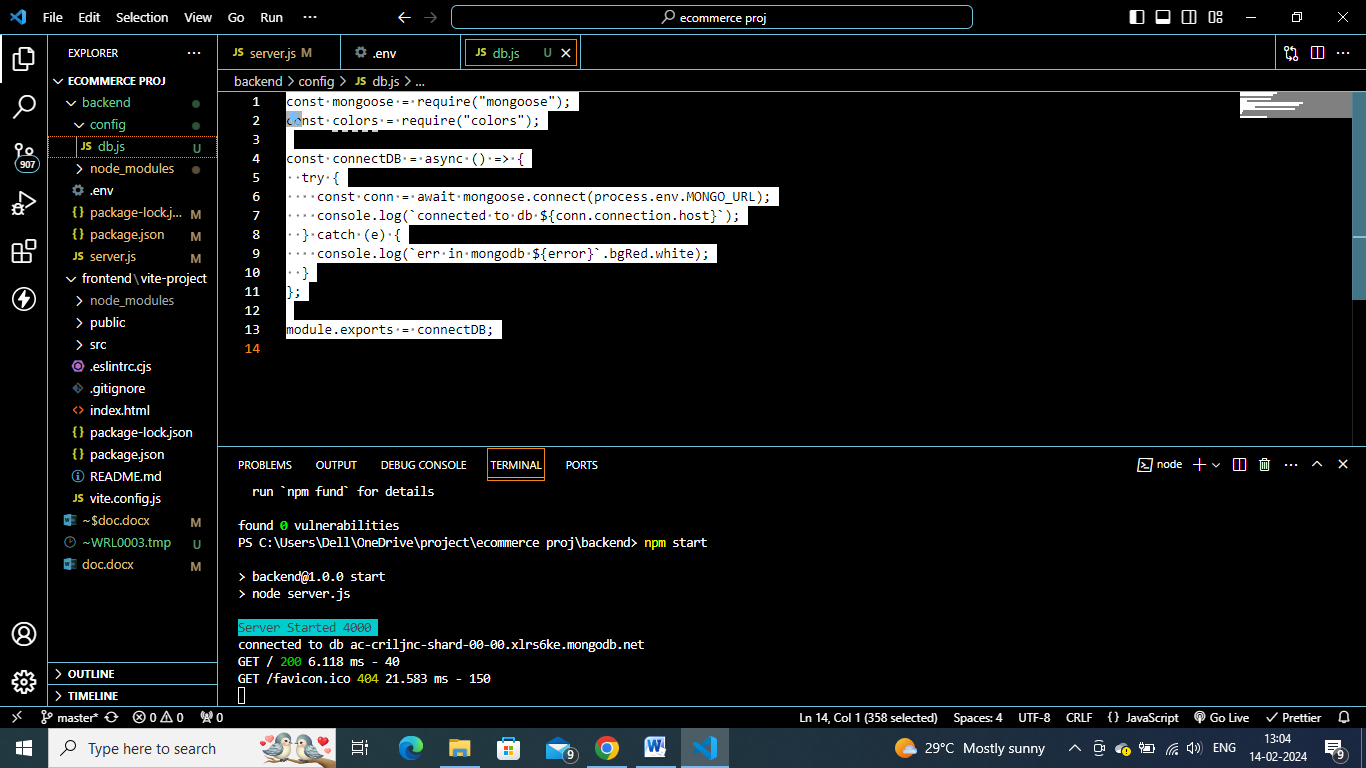 File Edit Selection View Go Run ···
ecommerce proj
EXPLORER ···
ECOMMERCE PROJ
backend
config
JS db.js U
node_modules
.env
{} package-lock.j... M
{} package.json M
JS server.js M
frontend\vite-project
node_modules
public
src
.eslintrc.cjs
.gitignore
<> index.html
{} package-lock.json
{} package.json
README.md
JS vite.config.js
~$doc.docx M
~WRL0003.tmp U
doc.docx M
OUTLINE
TIMELINE
907
JS server.js M
.env
JS db.js U
backend > config > JS db.js > ...
1 const mongoose = require("mongoose");
2 const colors = require("colors");
3
4 const connectDB = async () => {
5 try {
6 const conn = await mongoose.connect(process.env.MONGO_URL);
7 console.log(`connected to db ${conn.connection.host}`);
8 } catch (e) {
9 console.log(`err in mongodb ${error}`.bgRed.white);
10 }
11 };
12
13 module.exports = connectDB;
14
PROBLEMS OUTPUT DEBUG CONSOLE TERMINAL PORTS
node
run `npm fund` for details
found 0 vulnerabilities
PS C:\Users\Dell\OneDrive\project\ecommerce proj\backend> npm start
> backend@1.0.0 start
> node server.js
Server Started 4000
connected to db ac-criljnc-shard-00-00.xlrs6ke.mongodb.net
GET / 200 6.118 ms - 40
GET /favicon.ico 404 21.583 ms - 150
master* 0 0 0
Ln 14, Col 1 (358 selected) Spaces: 4 UTF-8 CRLF {} JavaScript Go Live Prettier
Type here to search
9
29°C Mostly sunny
ENG
13:04
14-02-2024
9